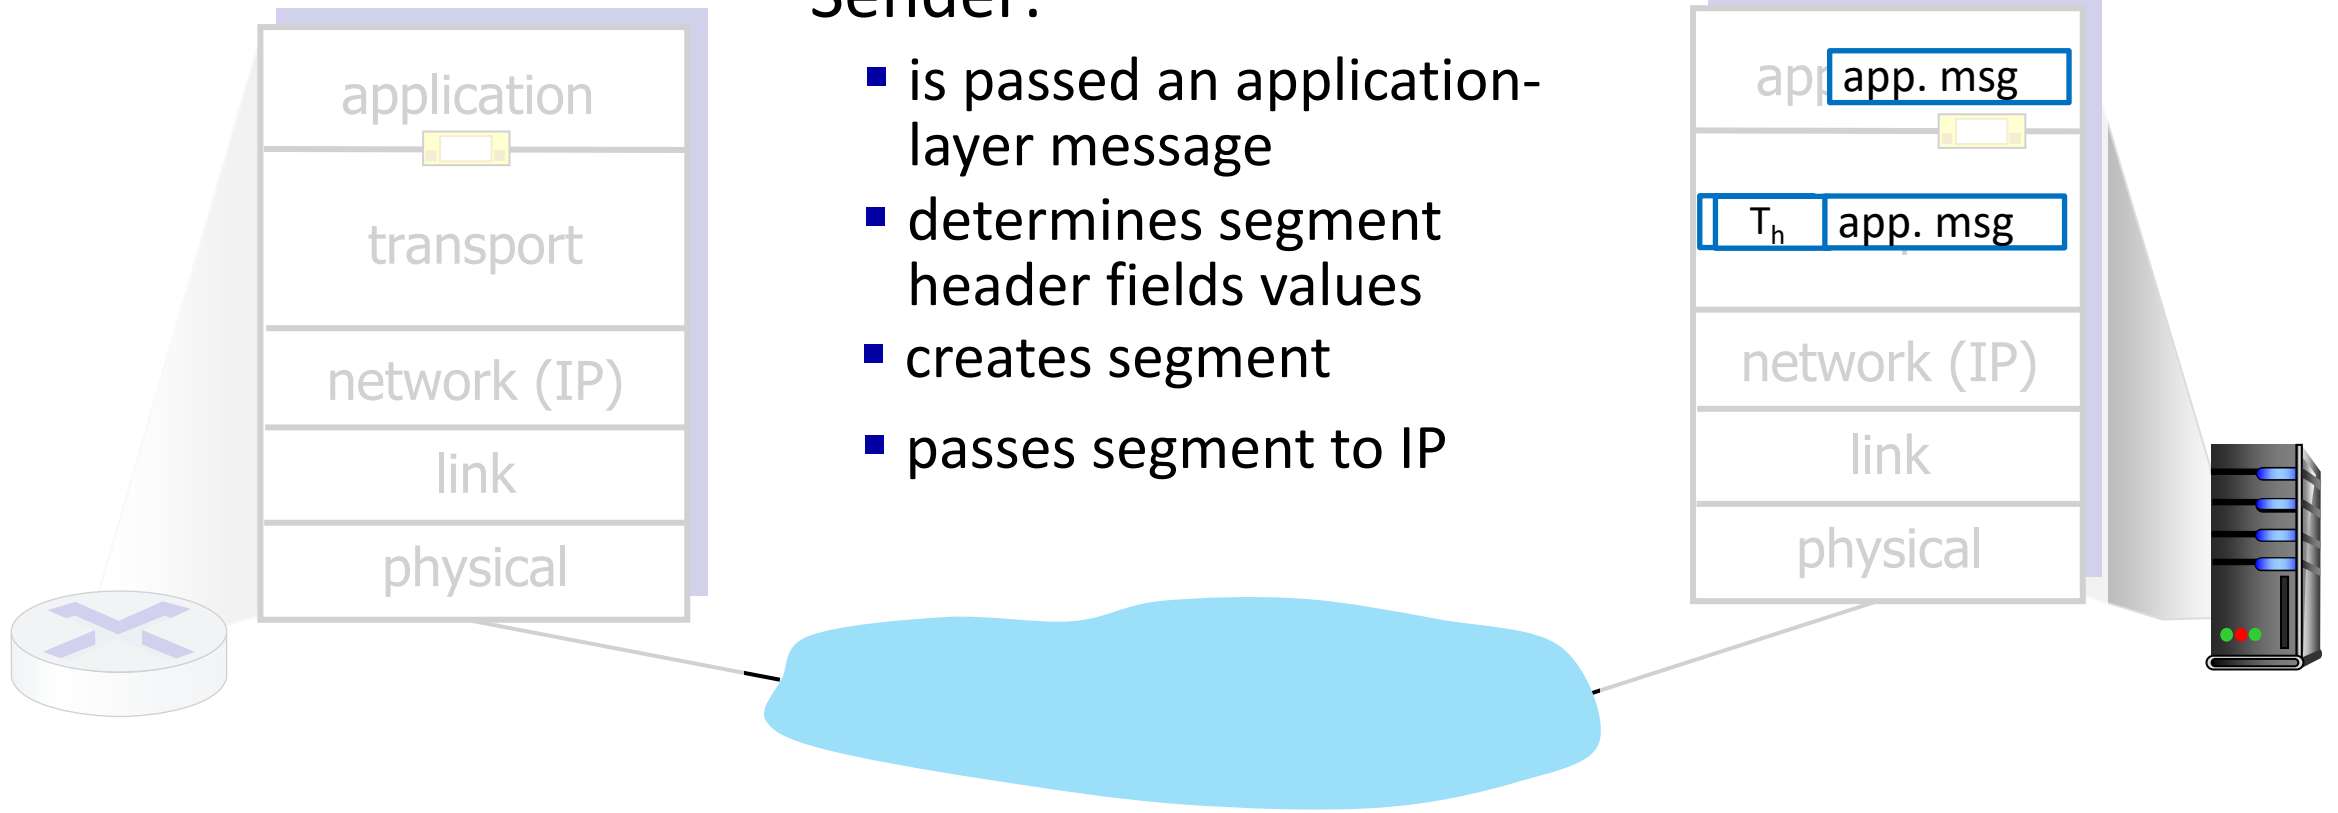 application
transport
network (IP)
link
physical
Sender:
is passed an application-
layer message
determines segment
header fields values
creates segment
passes segment to IP
app. msg
Th app. msg
network (IP)
link
physical